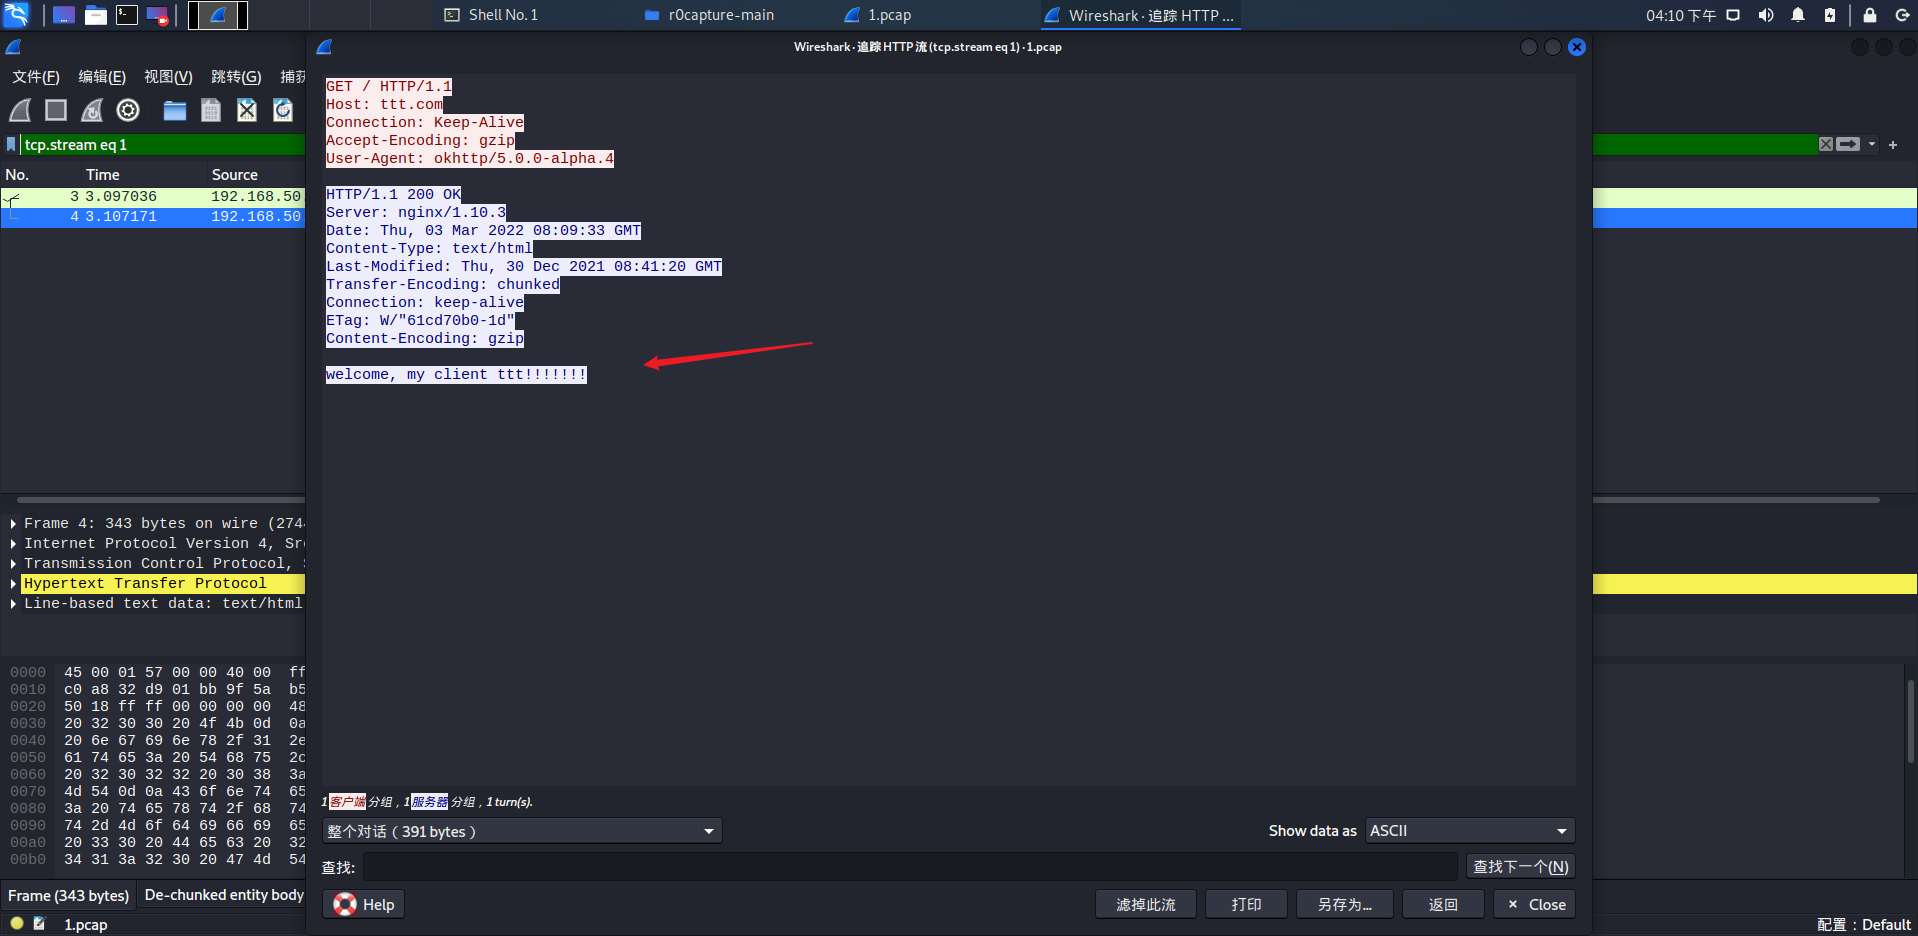 Shell No. 1
r0capture-main
1.pcap
Wireshark · 追踪 HTTP ...
04:10 下午
Wireshark · 追踪 HTTP 流 (tcp.stream eq 1) · 1.pcap
文件(F) 编辑(E) 视图(V) 跳转(G) 捕获
tcp.stream eq 1
No. Time Source
3 3.097036 192.168.50
4 3.107171 192.168.50
GET / HTTP/1.1
Host: ttt.com
Connection: Keep-Alive
Accept-Encoding: gzip
User-Agent: okhttp/5.0.0-alpha.4
HTTP/1.1 200 OK
Server: nginx/1.10.3
Date: Thu, 03 Mar 2022 08:09:33 GMT
Content-Type: text/html
Last-Modified: Thu, 30 Dec 2021 08:41:20 GMT
Transfer-Encoding: chunked
Connection: keep-alive
ETag: W/"61cd70b0-1d"
Content-Encoding: gzip
welcome, my client ttt!!!!!!!
Frame 4: 343 bytes on wire (274
Internet Protocol Version 4, Sr
Transmission Control Protocol,
Hypertext Transfer Protocol
Line-based text data: text/html
0000 45 00 01 57 00 00 40 00 ff
0010 c0 a8 32 d9 01 bb 9f 5a b5
0020 50 18 ff ff 00 00 00 00 48
0030 20 32 30 30 20 4f 4b 0d 0a
0040 20 6e 67 69 6e 78 2f 31 2e
0050 61 74 65 3a 20 54 68 75 2c
0060 20 32 30 32 32 20 30 38 3a
0070 4d 54 0d 0a 43 6f 6e 74 65
0080 3a 20 74 65 78 74 2f 68 74
0090 74 2d 4d 6f 64 69 66 69 65
00a0 20 33 30 20 44 65 63 20 32
00b0 34 31 3a 32 30 20 47 4d 54
1 客户端 分组，1 服务器 分组，1 turn(s).
整个对话（391 bytes）
Show data as ASCII
查找:
查找下一个(N)
Help
滤掉此流
打印
另存为...
返回
× Close
Frame (343 bytes)
De-chunked entity body
1.pcap
配置：Default